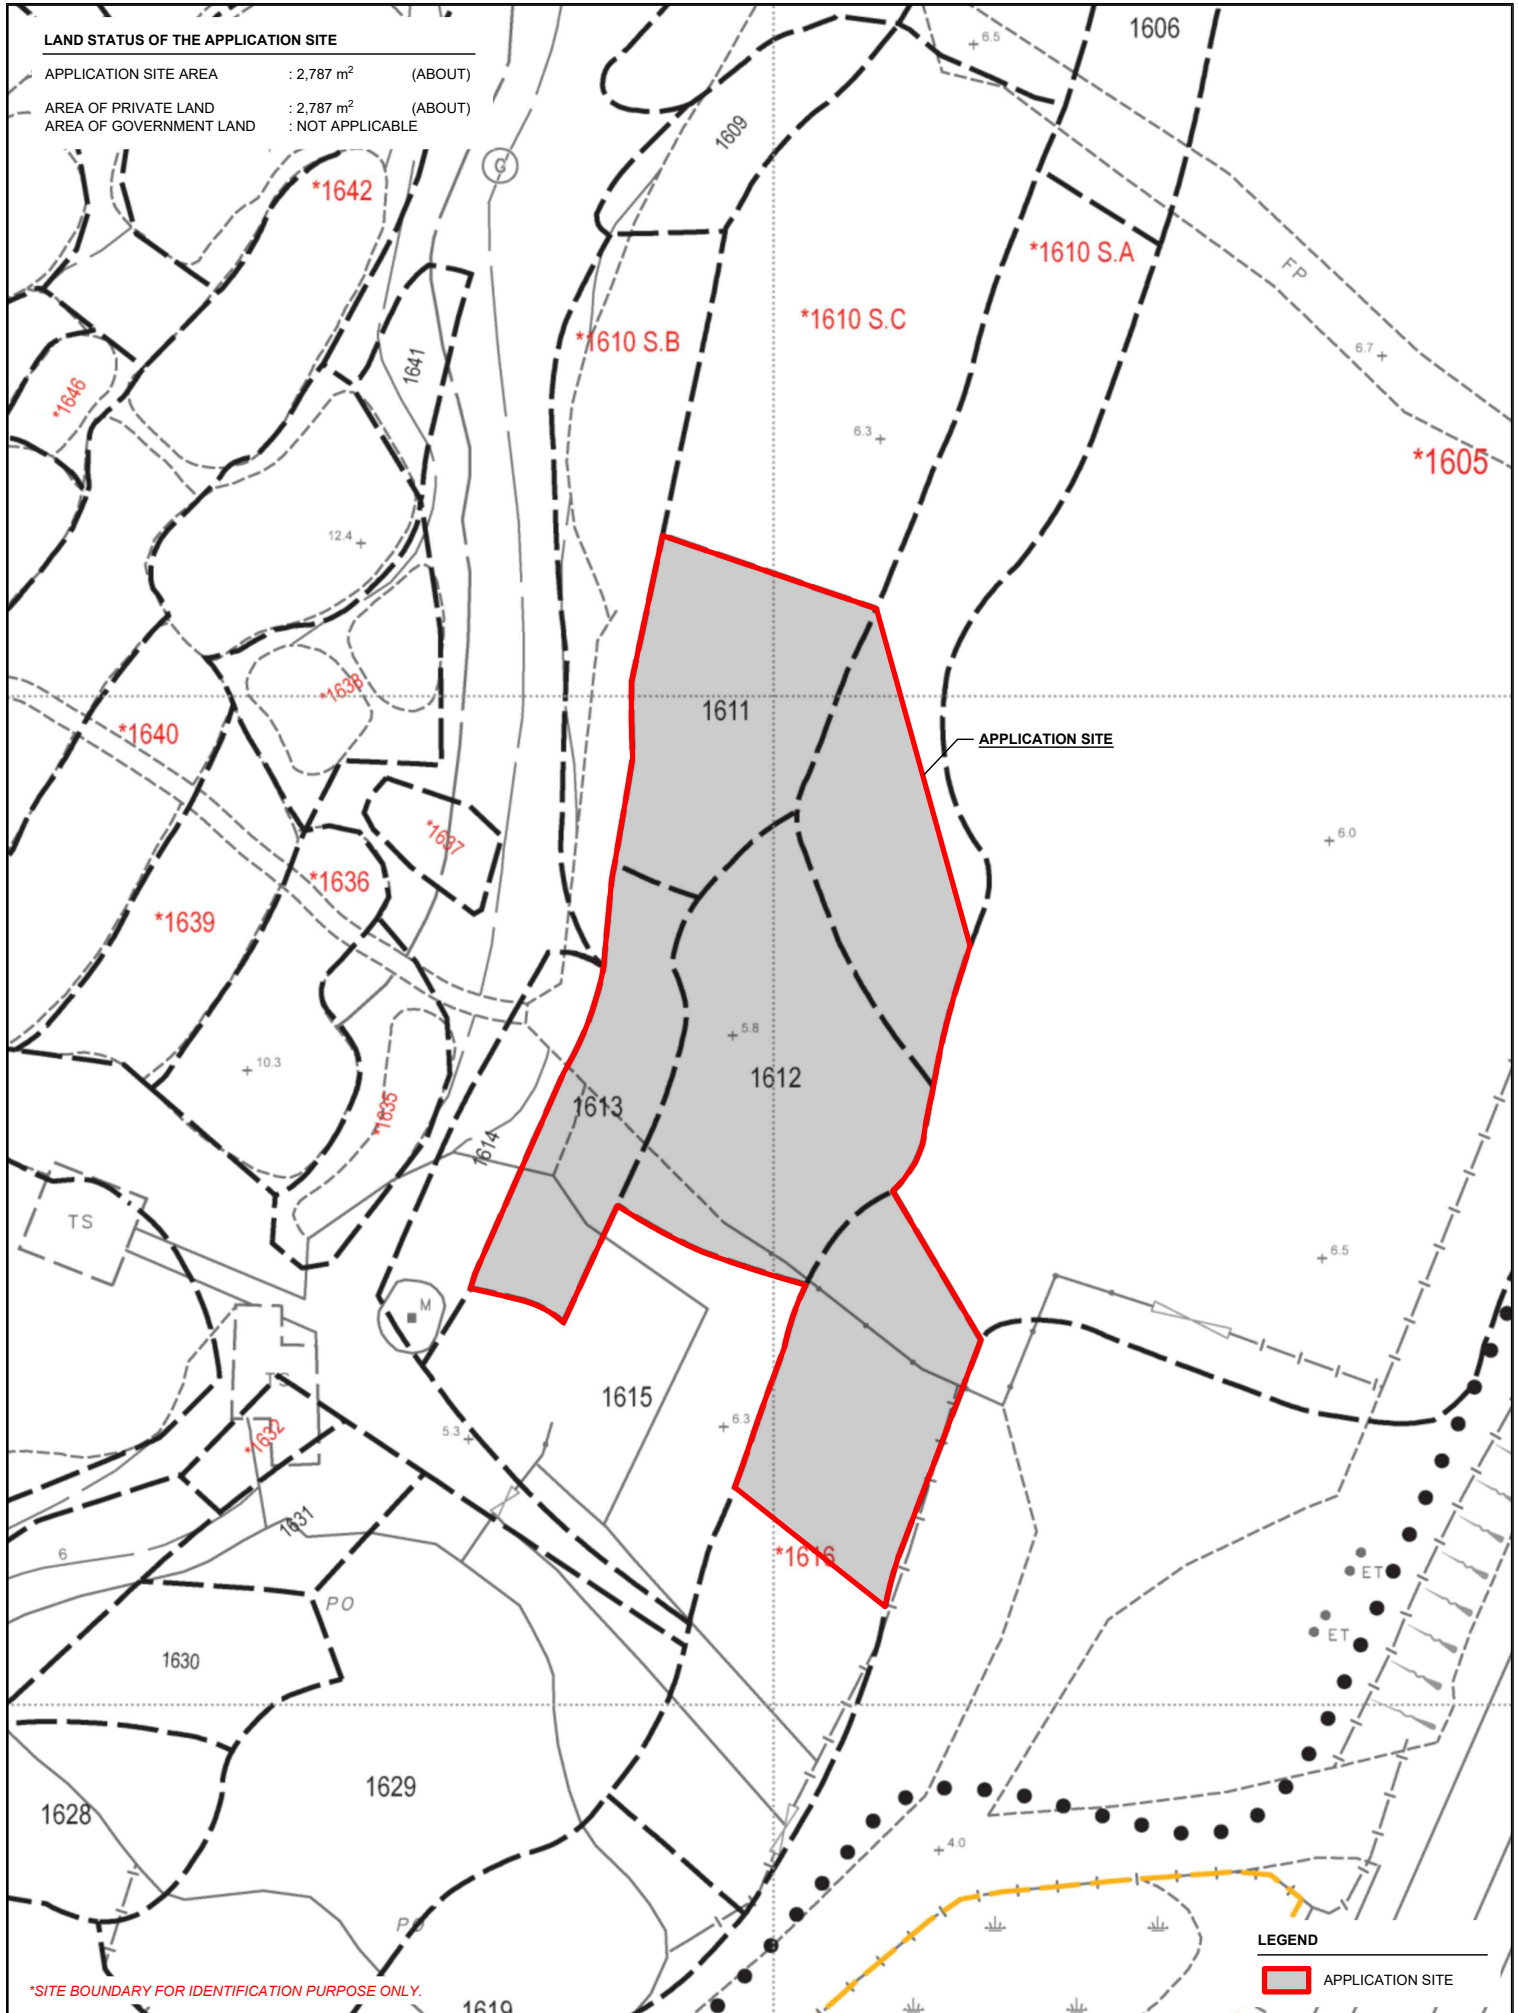 LAND STATUS OF THE APPLICATION SITE
APPLICATION SITE AREA : 2,787 m² (ABOUT)
AREA OF PRIVATE LAND : 2,787 m² (ABOUT)
AREA OF GOVERNMENT LAND : NOT APPLICABLE
1606
6.5
1609
G
*1642
*1610 S.A
FP
*1610 S.C
*1610 S.B
6.7
1641
*1646
6.3
*1605
12.4
*1638
1611
*1640
APPLICATION SITE
*1637
6.0
*1636
*1639
5.8
10.3
1612
*1635
1613
1614
TS
6.5
M
TS
1615
6.3
*1632
5.3
1631
*1616
6
ET
PO
ET
1630
1629
1628
4.0
PO
LEGEND
APPLICATION SITE
*SITE BOUNDARY FOR IDENTIFICATION PURPOSE ONLY.
1619